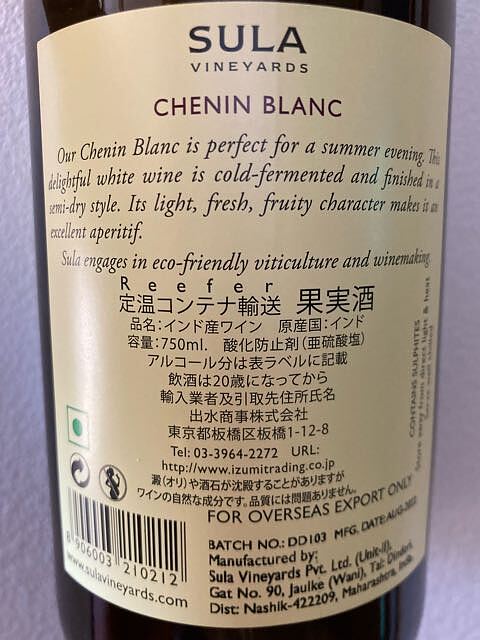 SULA
VINEYARDS
CHENIN BLANC
Our Chenin Blanc is perfect for a summer evening. This
delightful white wine is cold-fermented and finished in a
semi-dry style. Its light, fresh, fruity character makes it an
excellent aperitif.
Sula engages in eco-friendly viticulture and winemaking.
Reefer
定温コンテナ輸送 果実酒
品名:インド産ワイン 原産国:インド
容量:750ml. 酸化防止剤(亜硫酸塩)
アルコール分は表ラベルに記載
飲酒は20歳になってから
輸入業者及び引取先住所氏名
出水商事株式会社
東京都板橋区板橋1-12-8
Tel: 03-3964-2272 URL:
http://www.izumitrading.co.jp
澱(オリ)や酒石が沈殿することがありますが
ワインの自然な成分です。品質には問題ありません。
FOR OVERSEAS EXPORT ONLY
BATCH NO.: DD103 MFG. DATE: AUG-2022
Manufactured by:
Sula Vineyards Pvt. Ltd. (Unit-II),
Gat No. 90, Jaulke (Wani), Tal: Dindori,
Dist: Nashik-422209, Maharashtra, India.
8 906003 210212
www.sulavineyards.com
CONTAINS SULPHITES
Store away from direct light & heat
Serve well chilled